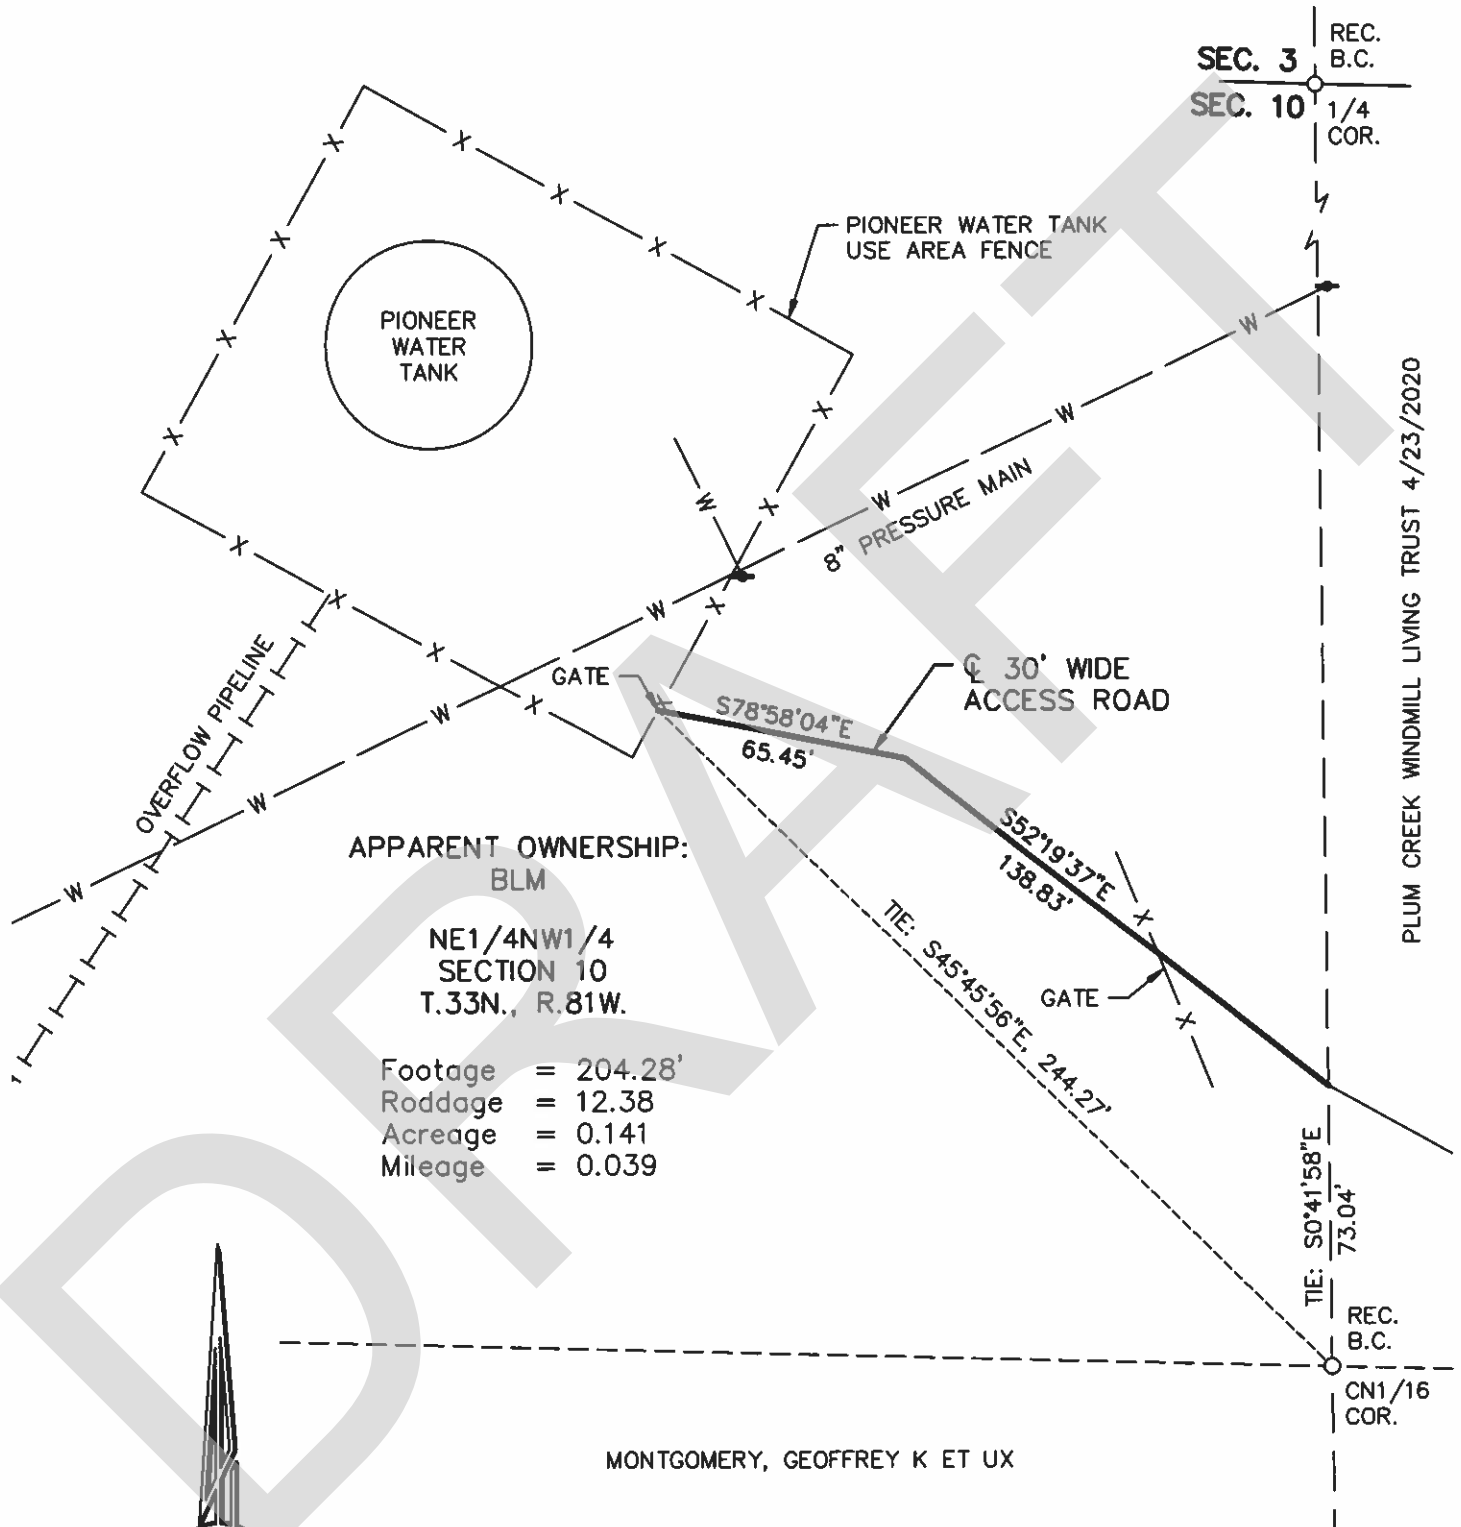 REC.
B.C.
SEC. 3
SEC. 10
1/4
COR.
PIONEER WATER TANK
USE AREA FENCE
PIONEER
WATER
TANK
X
X
X
X
X
X
X
X
W
W
W
8" PRESSURE MAIN
X
X
W
X
X
X
W
X
X
X
GATE
W
W
W
OVERFLOW PIPELINE
℄ 30' WIDE
ACCESS ROAD
S78°58'04"E
65.45'
S52°19'37"E
138.83'
X
GATE
X
TIE: S45°45'56"E, 244.27'
PLUM CREEK WINDMILL LIVING TRUST 4/23/2020
APPARENT OWNERSHIP:
BLM
NE1/4NW1/4
SECTION 10
T.33N., R.81W.
Footage = 204.28'
Roddage = 12.38
Acreage = 0.141
Mileage = 0.039
TIE: S0°41'58"E
73.04'
REC.
B.C.
CN1/16
COR.
MONTGOMERY, GEOFFREY K ET UX
DRAFT